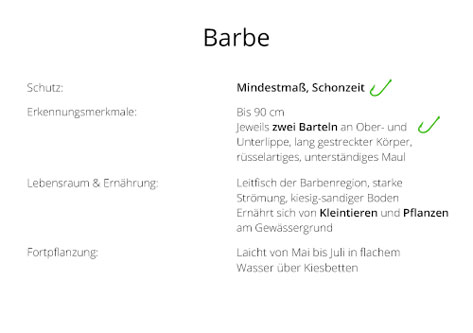 Barbe
Schutz:
Mindestmaß, Schonzeit
Erkennungsmerkmale:
Bis 90 cm
Jeweils zwei Barteln an Ober- und
Unterlippe, lang gestreckter Körper,
rüsselartiges, unterständiges Maul
Lebensraum & Ernährung:
Leitfisch der Barbenregion, starke
Strömung, kiesig-sandiger Boden
Ernährt sich von Kleintieren und Pflanzen
am Gewässergrund
Fortpflanzung:
Laicht von Mai bis Juli in flachem
Wasser über Kiesbetten